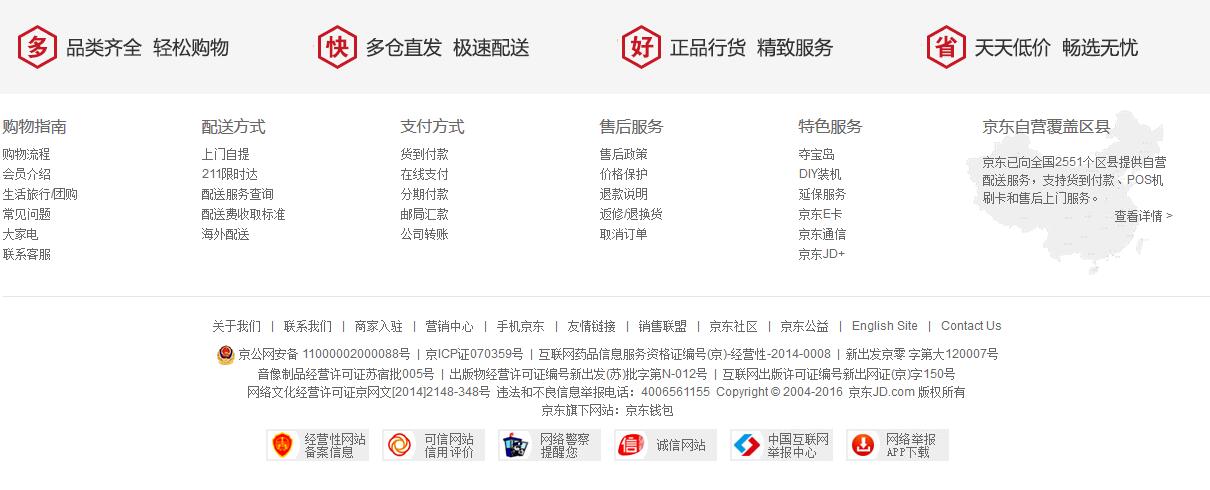 多 品类齐全 轻松购物
快 多仓直发 极速配送
好 正品行货 精致服务
省 天天低价 畅选无忧
购物指南
购物流程
会员介绍
生活旅行/团购
常见问题
大家电
联系客服
配送方式
上门自提
211限时达
配送服务查询
配送费收取标准
海外配送
支付方式
货到付款
在线支付
分期付款
邮局汇款
公司转账
售后服务
售后政策
价格保护
退款说明
返修/退换货
取消订单
特色服务
夺宝岛
DIY装机
延保服务
京东E卡
京东通信
京东JD+
京东自营覆盖区县
京东已向全国2551个区县提供自营
配送服务，支持货到付款、POS机
刷卡和售后上门服务。
查看详情 >
关于我们 | 联系我们 | 商家入驻 | 营销中心 | 手机京东 | 友情链接 | 销售联盟 | 京东社区 | 京东公益 | English Site | Contact Us
京公网安备 11000002000088号 | 京ICP证070359号 | 互联网药品信息服务资格证编号(京)-经营性-2014-0008 | 新出发京零 字第大120007号
音像制品经营许可证苏宿批005号 | 出版物经营许可证编号新出发(苏)批字第N-012号 | 互联网出版许可证编号新出网证(京)字150号
网络文化经营许可证京网文[2014]2148-348号 违法和不良信息举报电话：4006561155 Copyright © 2004-2016 京东JD.com 版权所有
京东旗下网站：京东钱包
经营性网站
备案信息
可信网站
信用评价
网络警察
提醒您
诚信网站
中国互联网
举报中心
网络举报
APP下载